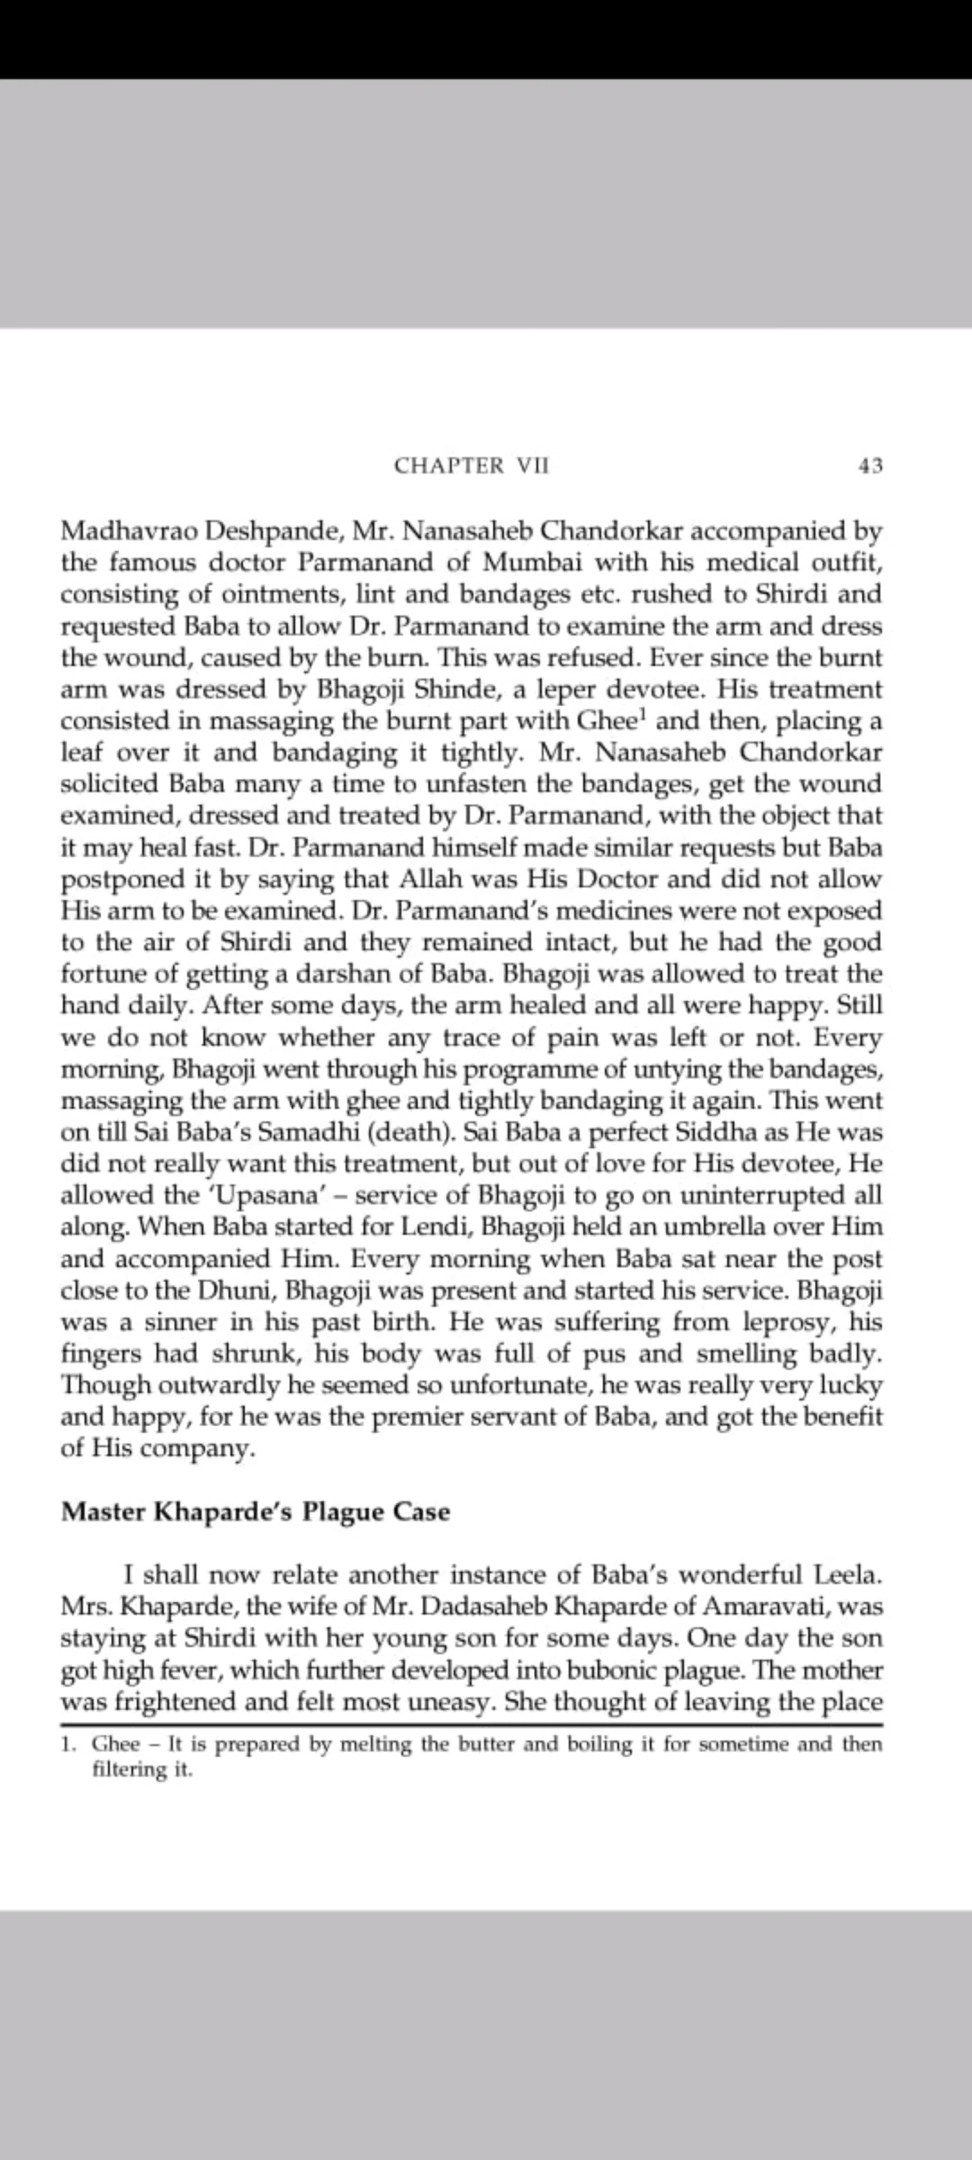 CHAPTER VII 43
Madhavrao Deshpande, Mr. Nanasaheb Chandorkar accompanied by
the famous doctor Parmanand of Mumbai with his medical outfit,
consisting of ointments, lint and bandages etc. rushed to Shirdi and
requested Baba to allow Dr. Parmanand to examine the arm and dress
the wound, caused by the burn. This was refused. Ever since the burnt
arm was dressed by Bhagoji Shinde, a leper devotee. His treatment
consisted in massaging the burnt part with Ghee¹ and then, placing a
leaf over it and bandaging it tightly. Mr. Nanasaheb Chandorkar
solicited Baba many a time to unfasten the bandages, get the wound
examined, dressed and treated by Dr. Parmanand, with the object that
it may heal fast. Dr. Parmanand himself made similar requests but Baba
postponed it by saying that Allah was His Doctor and did not allow
His arm to be examined. Dr. Parmanand's medicines were not exposed
to the air of Shirdi and they remained intact, but he had the good
fortune of getting a darshan of Baba. Bhagoji was allowed to treat the
hand daily. After some days, the arm healed and all were happy. Still
we do not know whether any trace of pain was left or not. Every
morning, Bhagoji went through his programme of untying the bandages,
massaging the arm with ghee and tightly bandaging it again. This went
on till Sai Baba's Samadhi (death). Sai Baba a perfect Siddha as He was
did not really want this treatment, but out of love for His devotee, He
allowed the 'Upasana' – service of Bhagoji to go on uninterrupted all
along. When Baba started for Lendi, Bhagoji held an umbrella over Him
and accompanied Him. Every morning when Baba sat near the post
close to the Dhuni, Bhagoji was present and started his service. Bhagoji
was a sinner in his past birth. He was suffering from leprosy, his
fingers had shrunk, his body was full of pus and smelling badly.
Though outwardly he seemed so unfortunate, he was really very lucky
and happy, for he was the premier servant of Baba, and got the benefit
of His company.
Master Khaparde's Plague Case
I shall now relate another instance of Baba's wonderful Leela.
Mrs. Khaparde, the wife of Mr. Dadasaheb Khaparde of Amaravati, was
staying at Shirdi with her young son for some days. One day the son
got high fever, which further developed into bubonic plague. The mother
was frightened and felt most uneasy. She thought of leaving the place
1. Ghee – It is prepared by melting the butter and boiling it for sometime and then
filtering it.